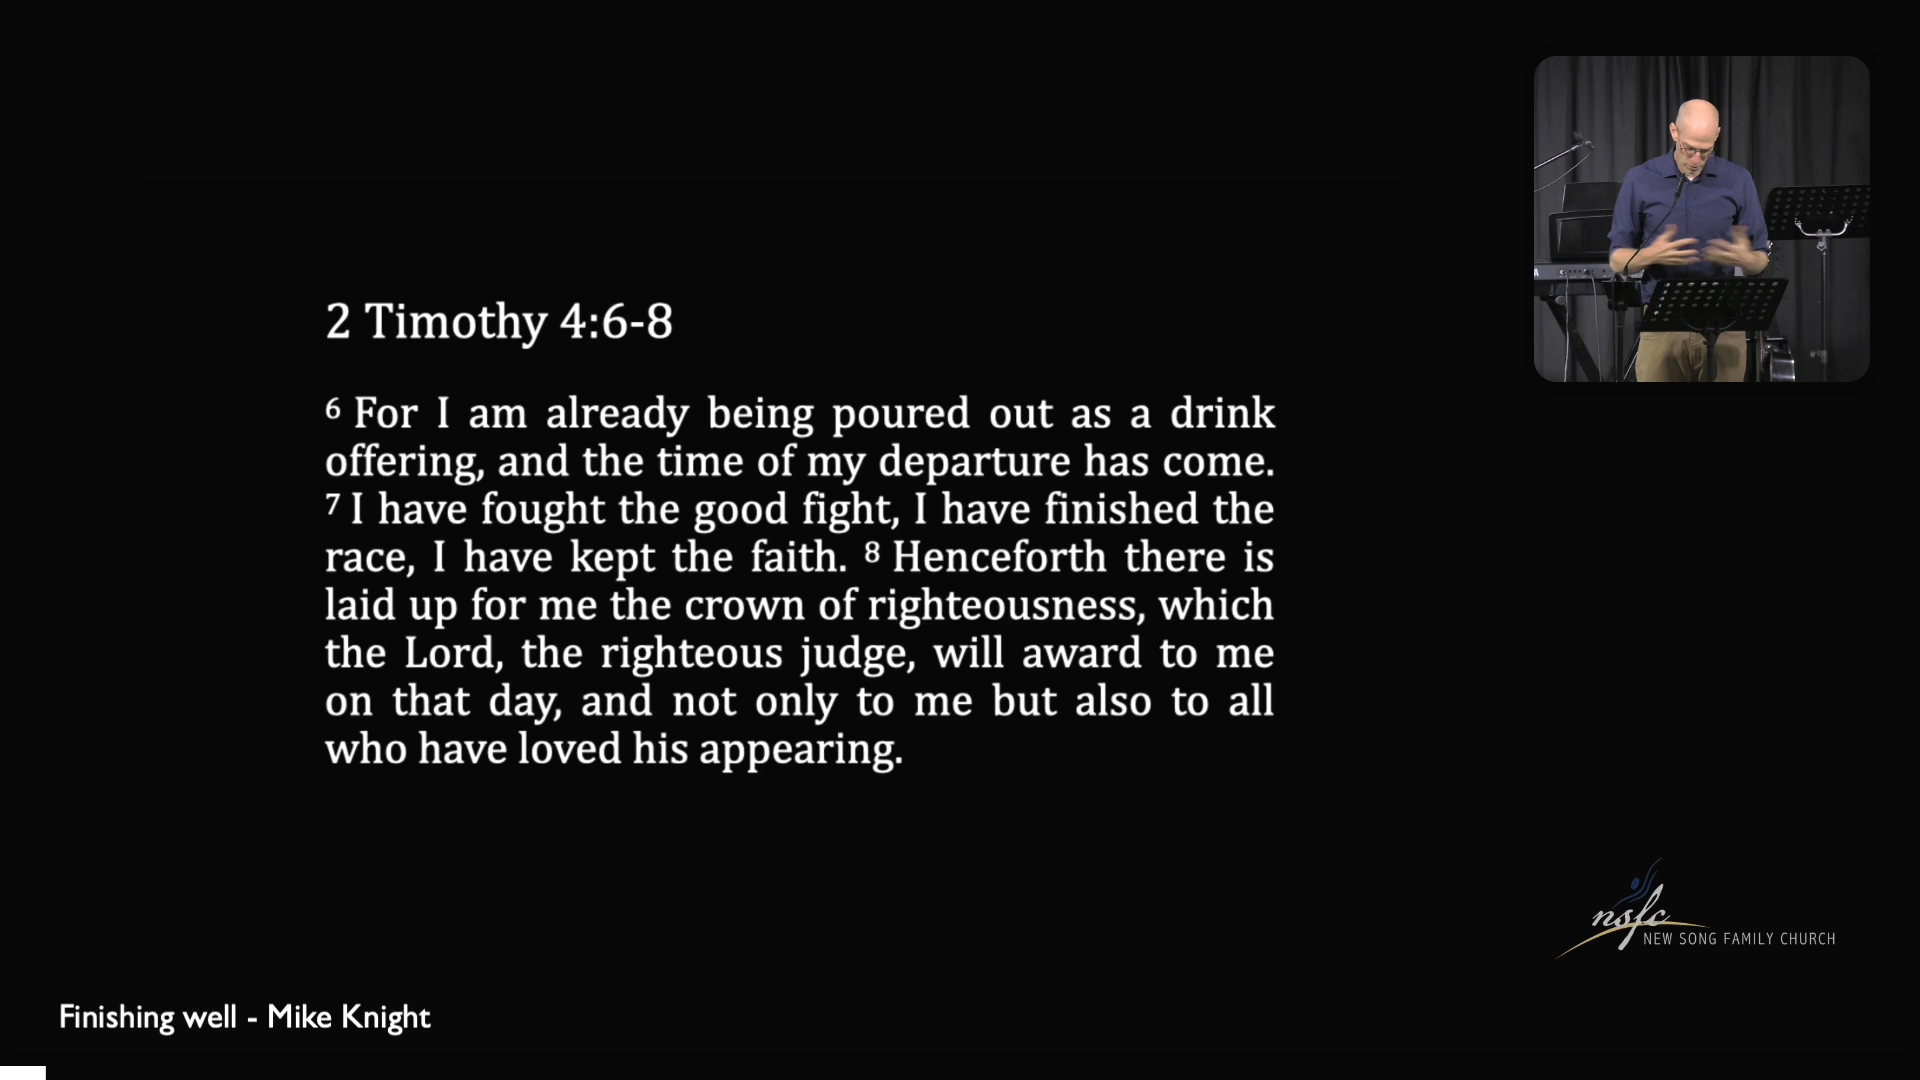 2 Timothy 4:6-8
⁶ For I am already being poured out as a drink
offering, and the time of my departure has come.
⁷ I have fought the good fight, I have finished the
race, I have kept the faith. ⁸ Henceforth there is
laid up for me the crown of righteousness, which
the Lord, the righteous judge, will award to me
on that day, and not only to me but also to all
who have loved his appearing.
nsfc
NEW SONG FAMILY CHURCH
Finishing well - Mike Knight